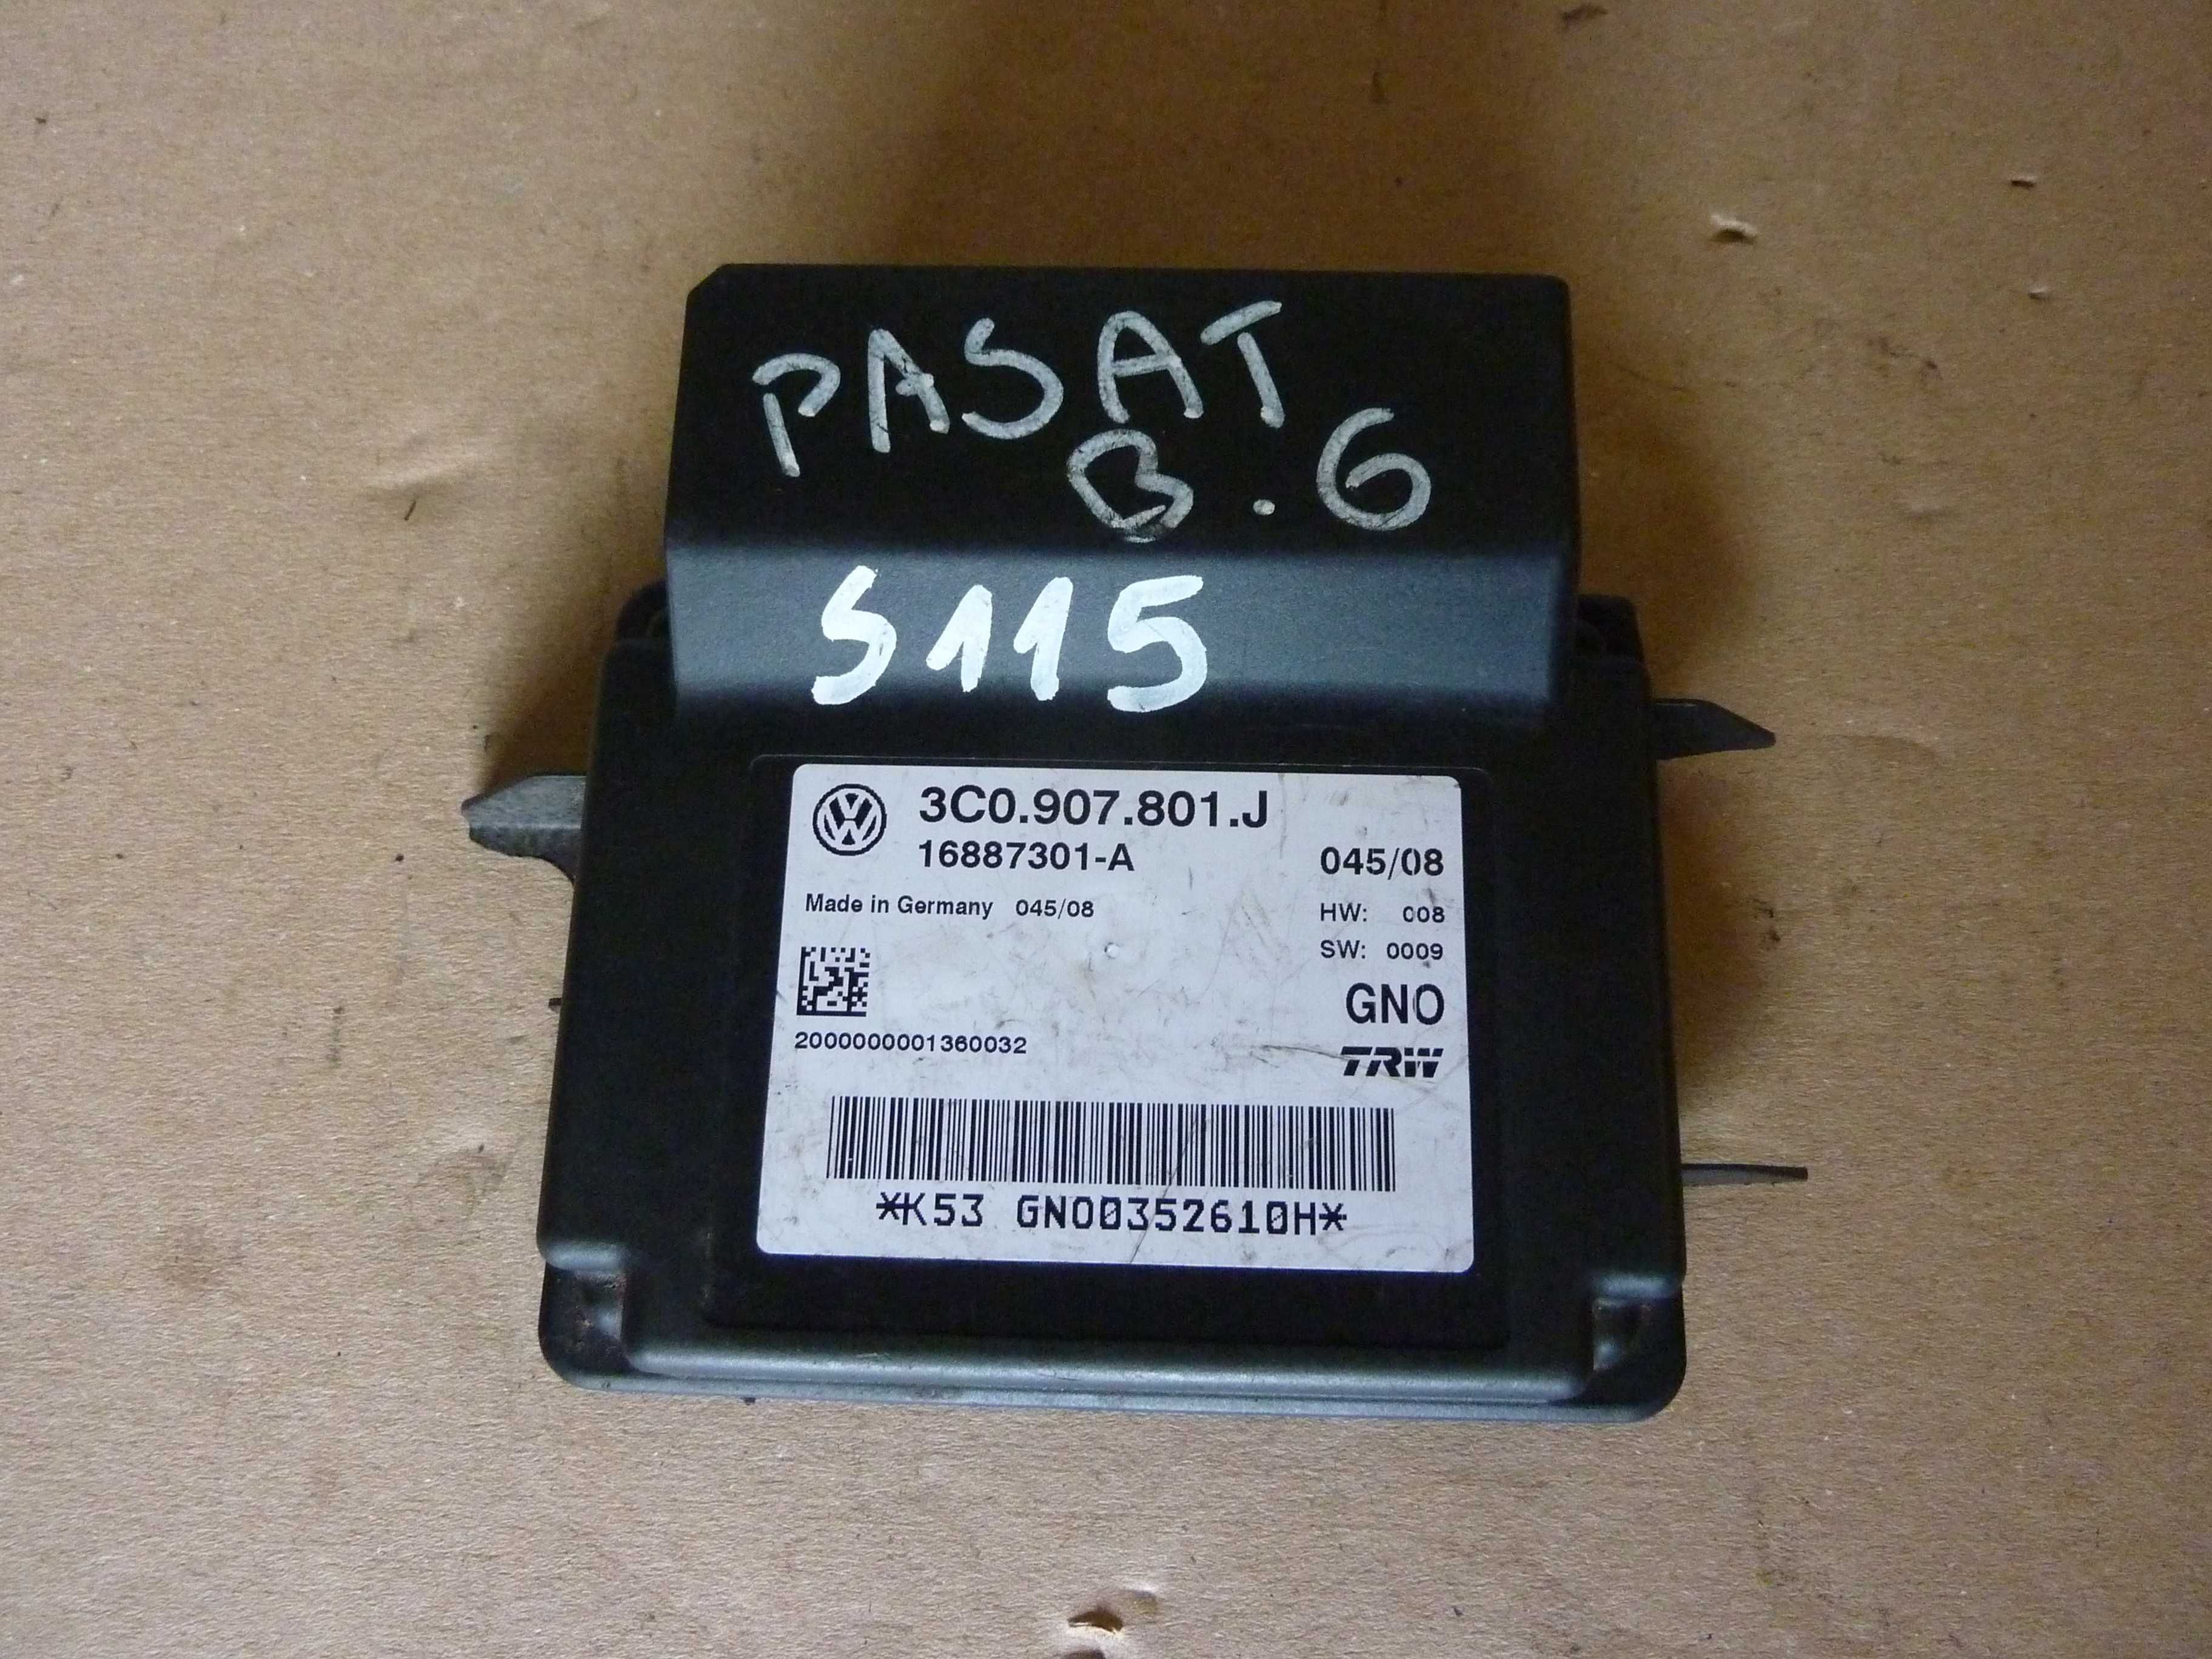 PASAT
B.6
S115
3C0.907.801.J
16887301-A
045/08
Made in Germany 045/08
HW: 008
SW: 0009
GNO
2000000001360032
TRW
*K53 GNO0352610H*